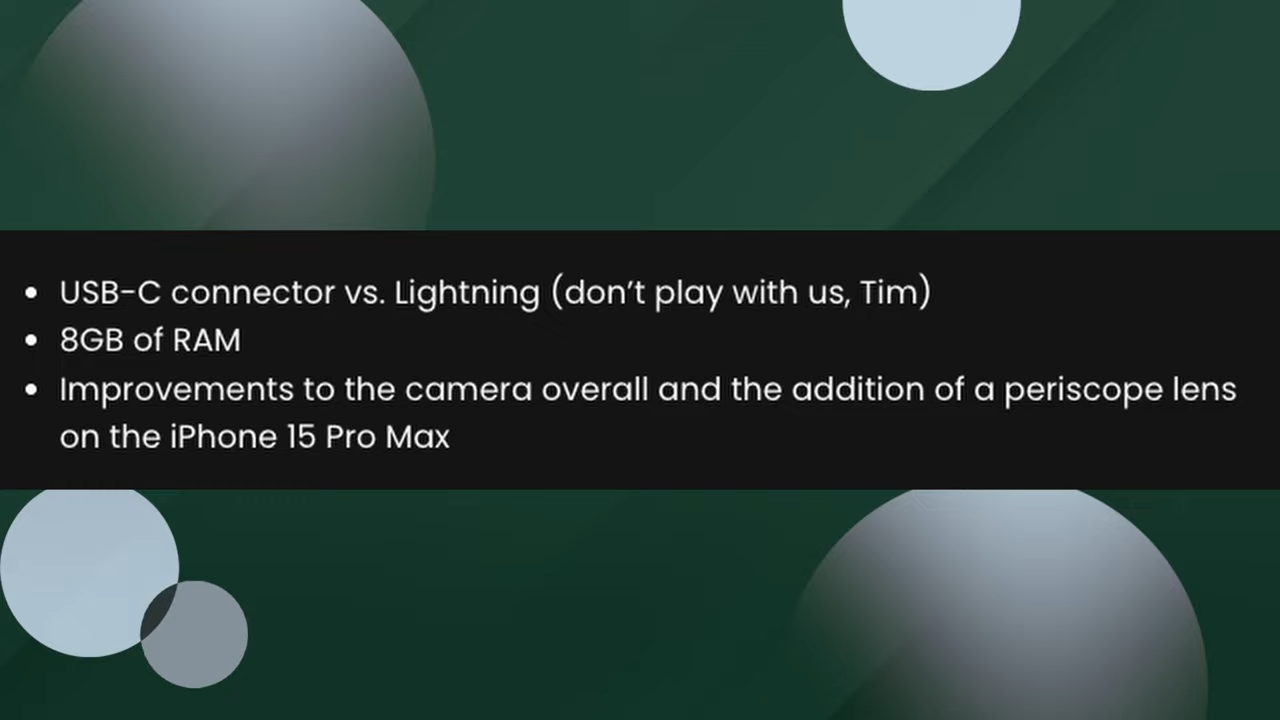 • USB-C connector vs. Lightning (don’t play with us, Tim)
• 8GB of RAM
• Improvements to the camera overall and the addition of a periscope lens
on the iPhone 15 Pro Max